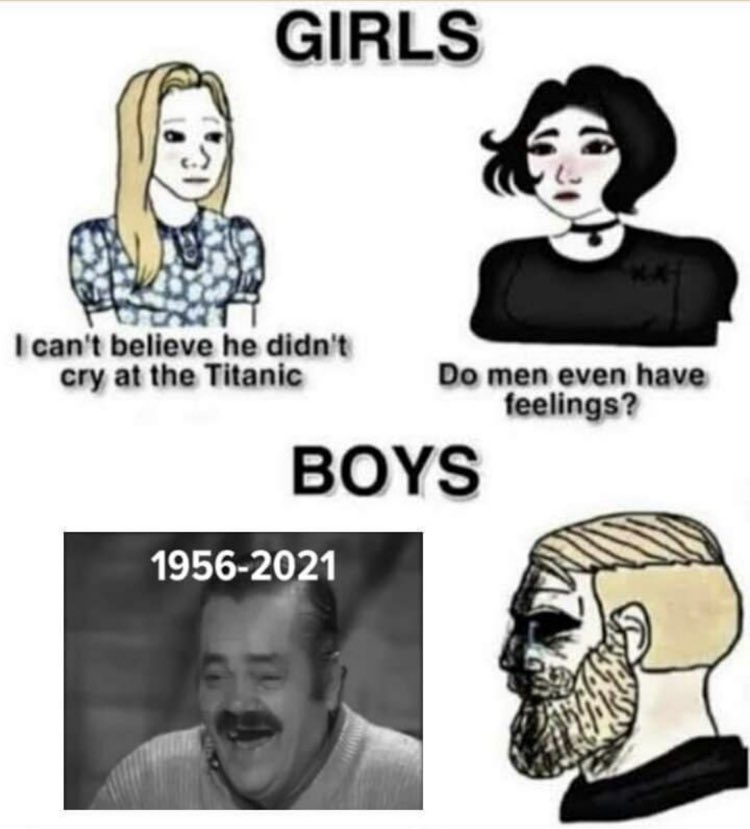 GIRLS
I can't believe he didn't
cry at the Titanic
Do men even have
feelings?
BOYS
1956-2021